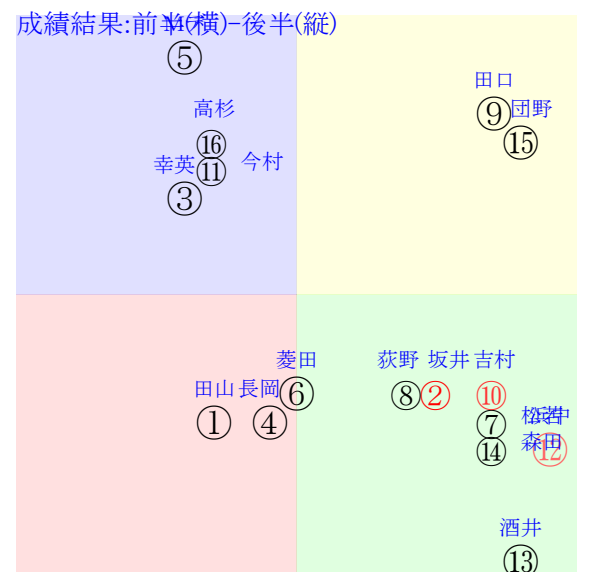 成績結果:前半(横)-後半(縦)
⑤
田口
⑨
団野
⑮
高杉
⑯
幸英
⑪
今村
③
菱田
⑥
荻野
⑧
坂井
②
吉村
⑩
田山
①
長岡
④
⑦
森田
⑭
⑫
酒井
⑬